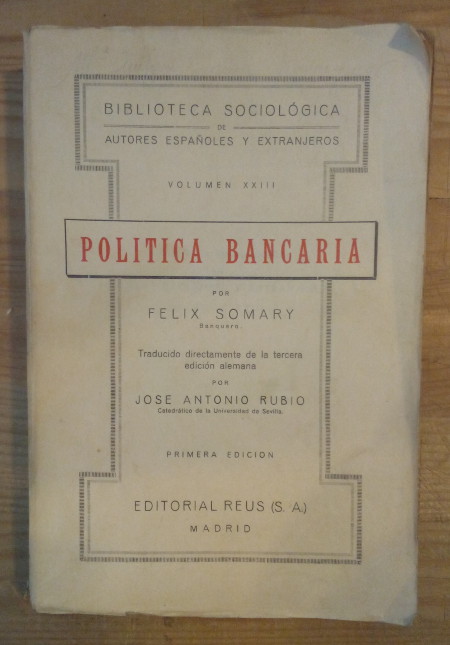 BIBLIOTECA SOCIOLÓGICA
DE
AUTORES ESPAÑOLES Y EXTRANJEROS
VOLUMEN XXIII
POLITICA BANCARIA
POR
FELIX SOMARY
Banquero.
Traducido directamente de la tercera
edición alemana
POR
JOSE ANTONIO RUBIO
Catedrático de la Universidad de Sevilla.
PRIMERA EDICION
EDITORIAL REUS (S. A.)
MADRID